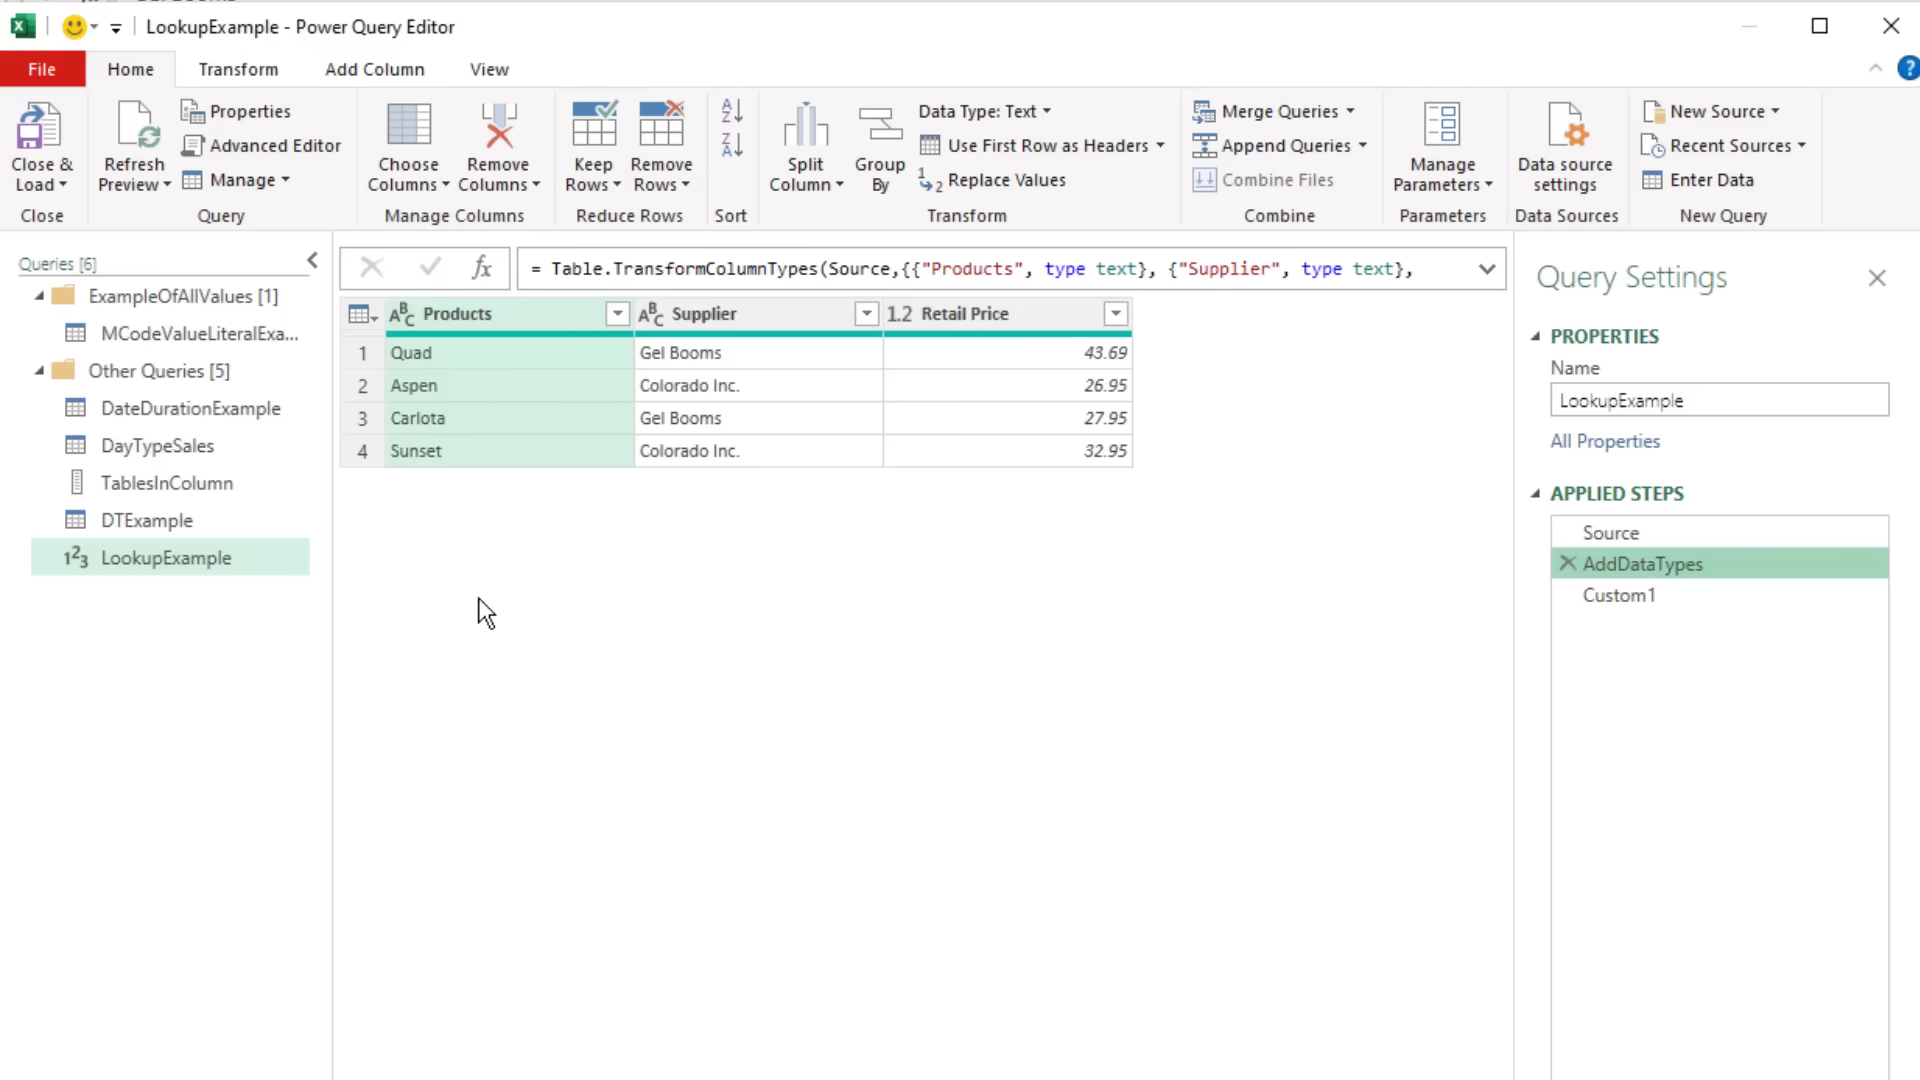 LookupExample - Power Query Editor
File
Home
Transform
Add Column
View
?
Close &
Load
Close
Refresh
Preview
Properties
Advanced Editor
Manage
Query
Choose
Columns
Remove
Columns
Manage Columns
Keep
Rows
Remove
Rows
Reduce Rows
Sort
Split
Column
Group
By
Data Type: Text
Use First Row as Headers
Replace Values
Transform
Merge Queries
Append Queries
Combine Files
Combine
Manage
Parameters
Parameters
Data source
settings
Data Sources
New Source
Recent Sources
Enter Data
New Query
Queries [6]
ExampleOfAllValues [1]
MCodeValueLiteralExa...
Other Queries [5]
DateDurationExample
DayTypeSales
TablesInColumn
DTExample
LookupExample
fx
= Table.TransformColumnTypes(Source,{{"Products", type text}, {"Supplier", type text},
Products Supplier 1.2 Retail Price
1 Quad Gel Booms 43.69
2 Aspen Colorado Inc. 26.95
3 Carlota Gel Booms 27.95
4 Sunset Colorado Inc. 32.95
Query Settings
PROPERTIES
Name
LookupExample
All Properties
APPLIED STEPS
Source
AddDataTypes
Custom1